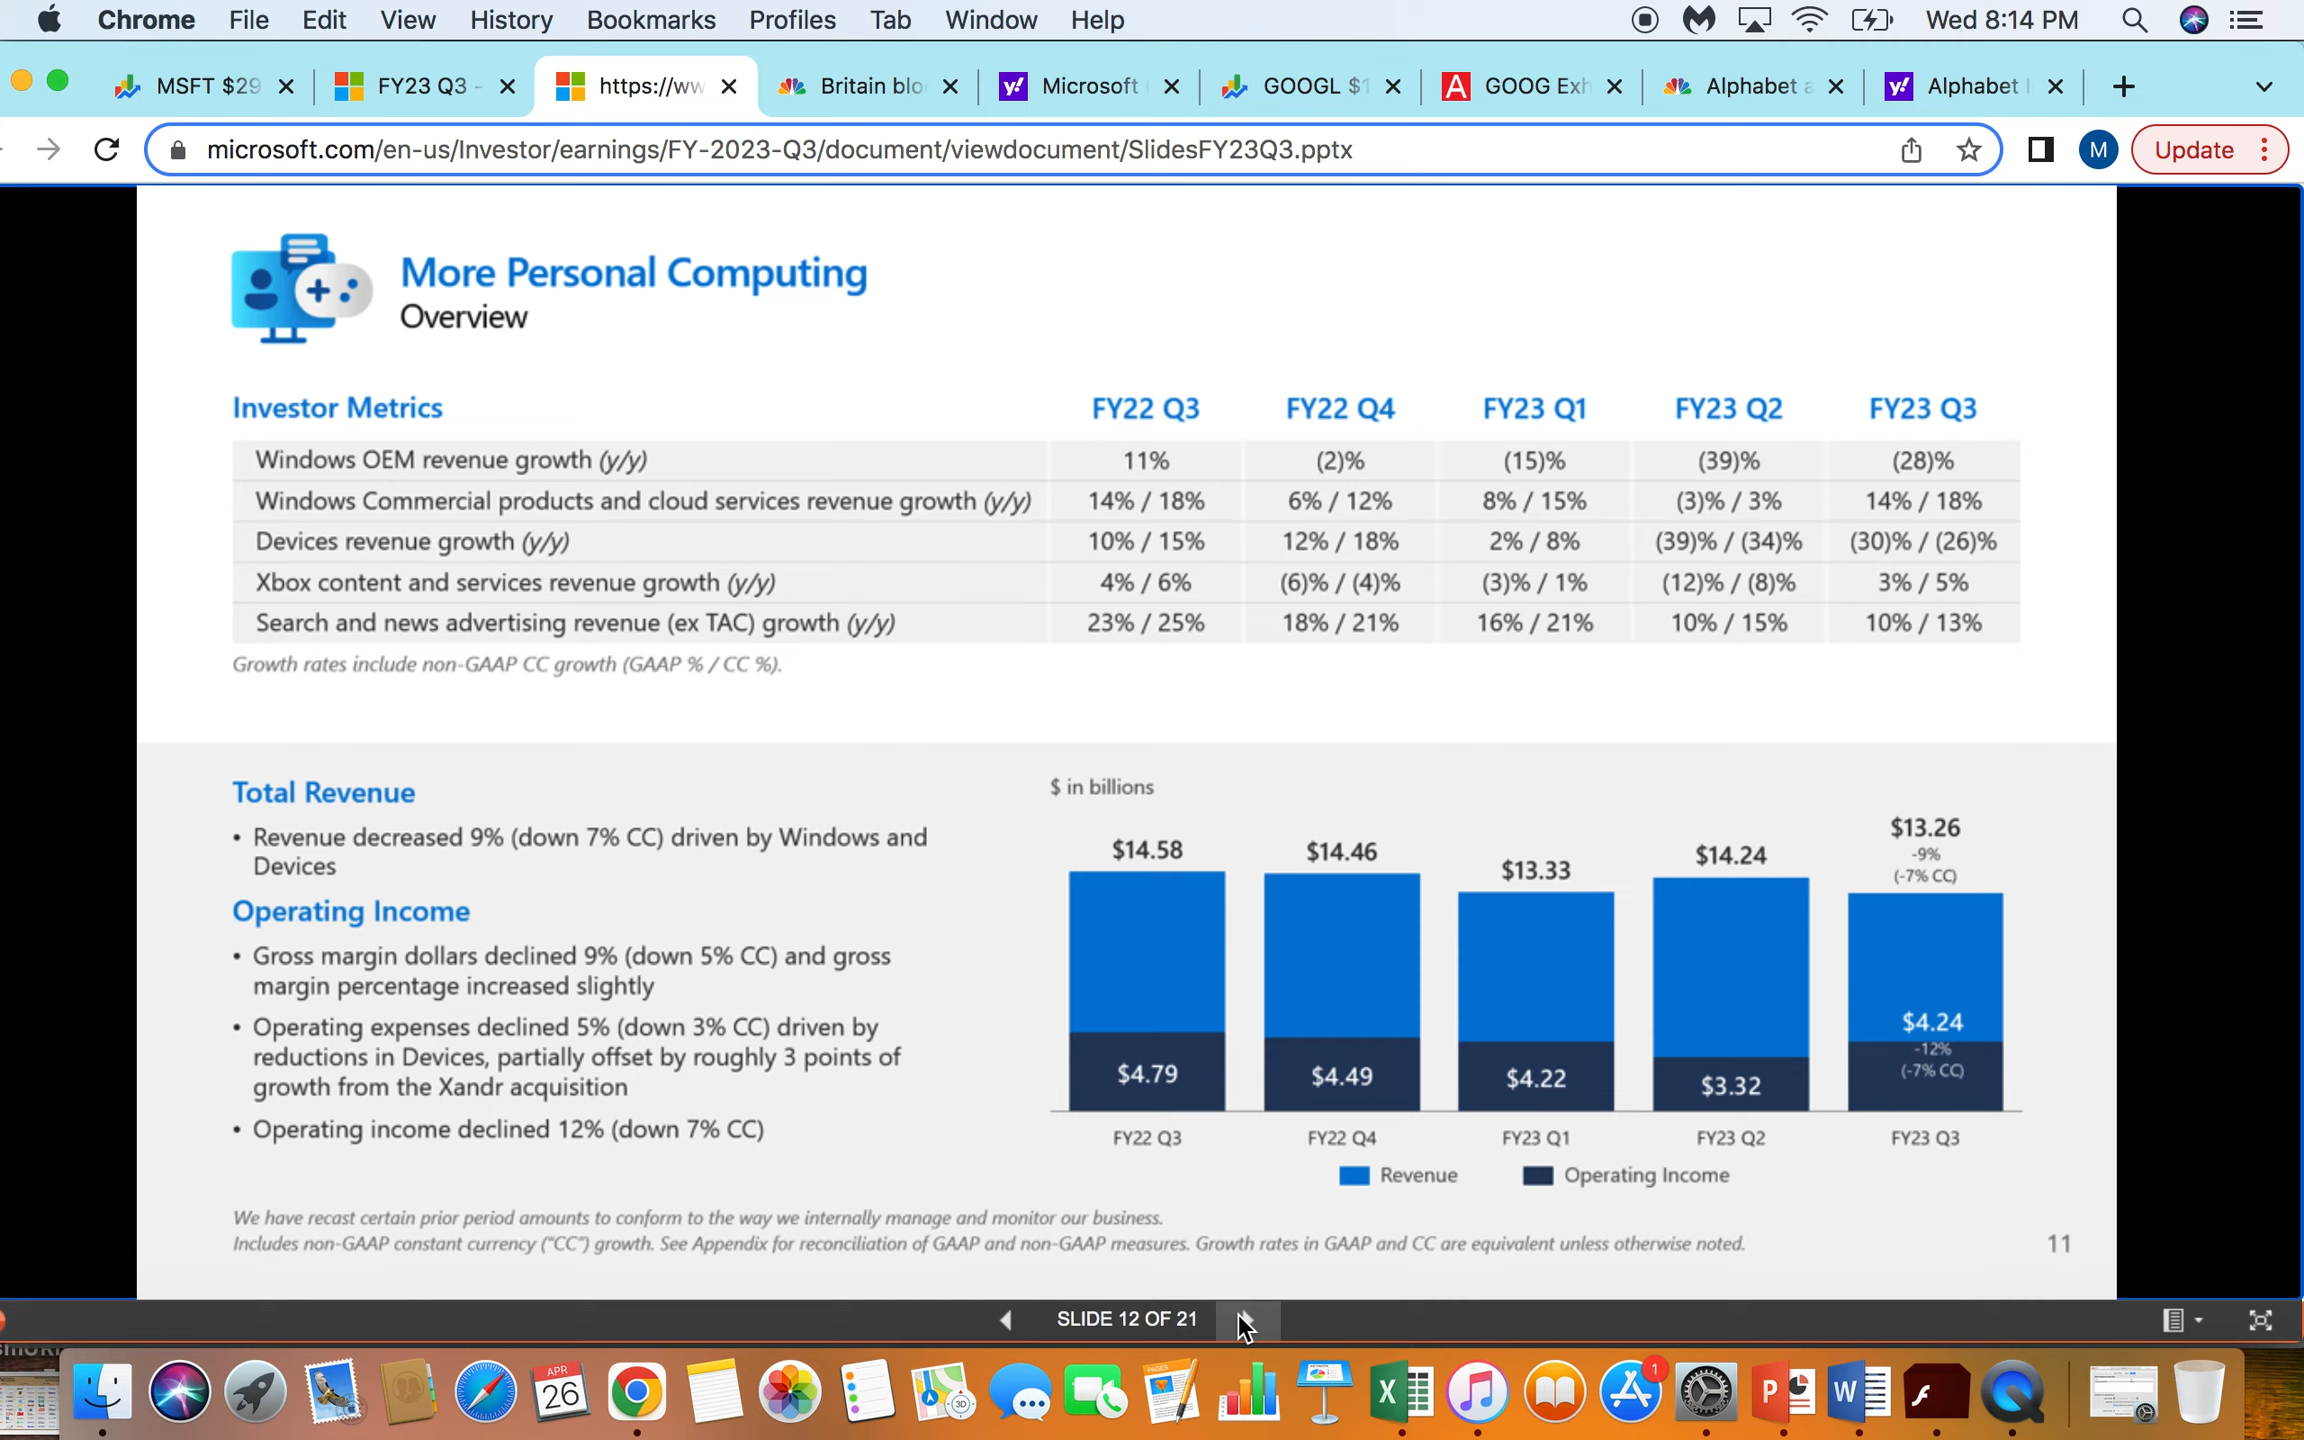 Chrome File Edit View History Bookmarks Profiles Tab Window Help Wed 8:14 PM
MSFT $29 FY23 Q3 - https://ww Britain blo Microsoft GOOGL $1 GOOG Exh Alphabet a Alphabet
microsoft.com/en-us/Investor/earnings/FY-2023-Q3/document/viewdocument/SlidesFY23Q3.pptx M Update
More Personal Computing
Overview
Investor Metrics FY22 Q3 FY22 Q4 FY23 Q1 FY23 Q2 FY23 Q3
Windows OEM revenue growth (y/y) 11% (2)% (15)% (39)% (28)%
Windows Commercial products and cloud services revenue growth (y/y) 14% / 18% 6% / 12% 8% / 15% (3)% / 3% 14% / 18%
Devices revenue growth (y/y) 10% / 15% 12% / 18% 2% / 8% (39)% / (34)% (30)% / (26)%
Xbox content and services revenue growth (y/y) 4% / 6% (6)% / (4)% (3)% / 1% (12)% / (8)% 3% / 5%
Search and news advertising revenue (ex TAC) growth (y/y) 23% / 25% 18% / 21% 16% / 21% 10% / 15% 10% / 13%
Growth rates include non-GAAP CC growth (GAAP % / CC %).
Total Revenue
• Revenue decreased 9% (down 7% CC) driven by Windows and
Devices
Operating Income
• Gross margin dollars declined 9% (down 5% CC) and gross
margin percentage increased slightly
• Operating expenses declined 5% (down 3% CC) driven by
reductions in Devices, partially offset by roughly 3 points of
growth from the Xandr acquisition
• Operating income declined 12% (down 7% CC)
$ in billions
$14.58 $14.46 $13.33 $14.24 $13.26
-9%
(-7% CC)
$4.79 $4.49 $4.22 $3.32 $4.24
-12%
(-7% CC)
FY22 Q3 FY22 Q4 FY23 Q1 FY23 Q2 FY23 Q3
Revenue Operating Income
We have recast certain prior period amounts to conform to the way we internally manage and monitor our business.
Includes non-GAAP constant currency ("CC") growth. See Appendix for reconciliation of GAAP and non-GAAP measures. Growth rates in GAAP and CC are equivalent unless otherwise noted.
11
SLIDE 12 OF 21
APR
26
3D
PAGES
1